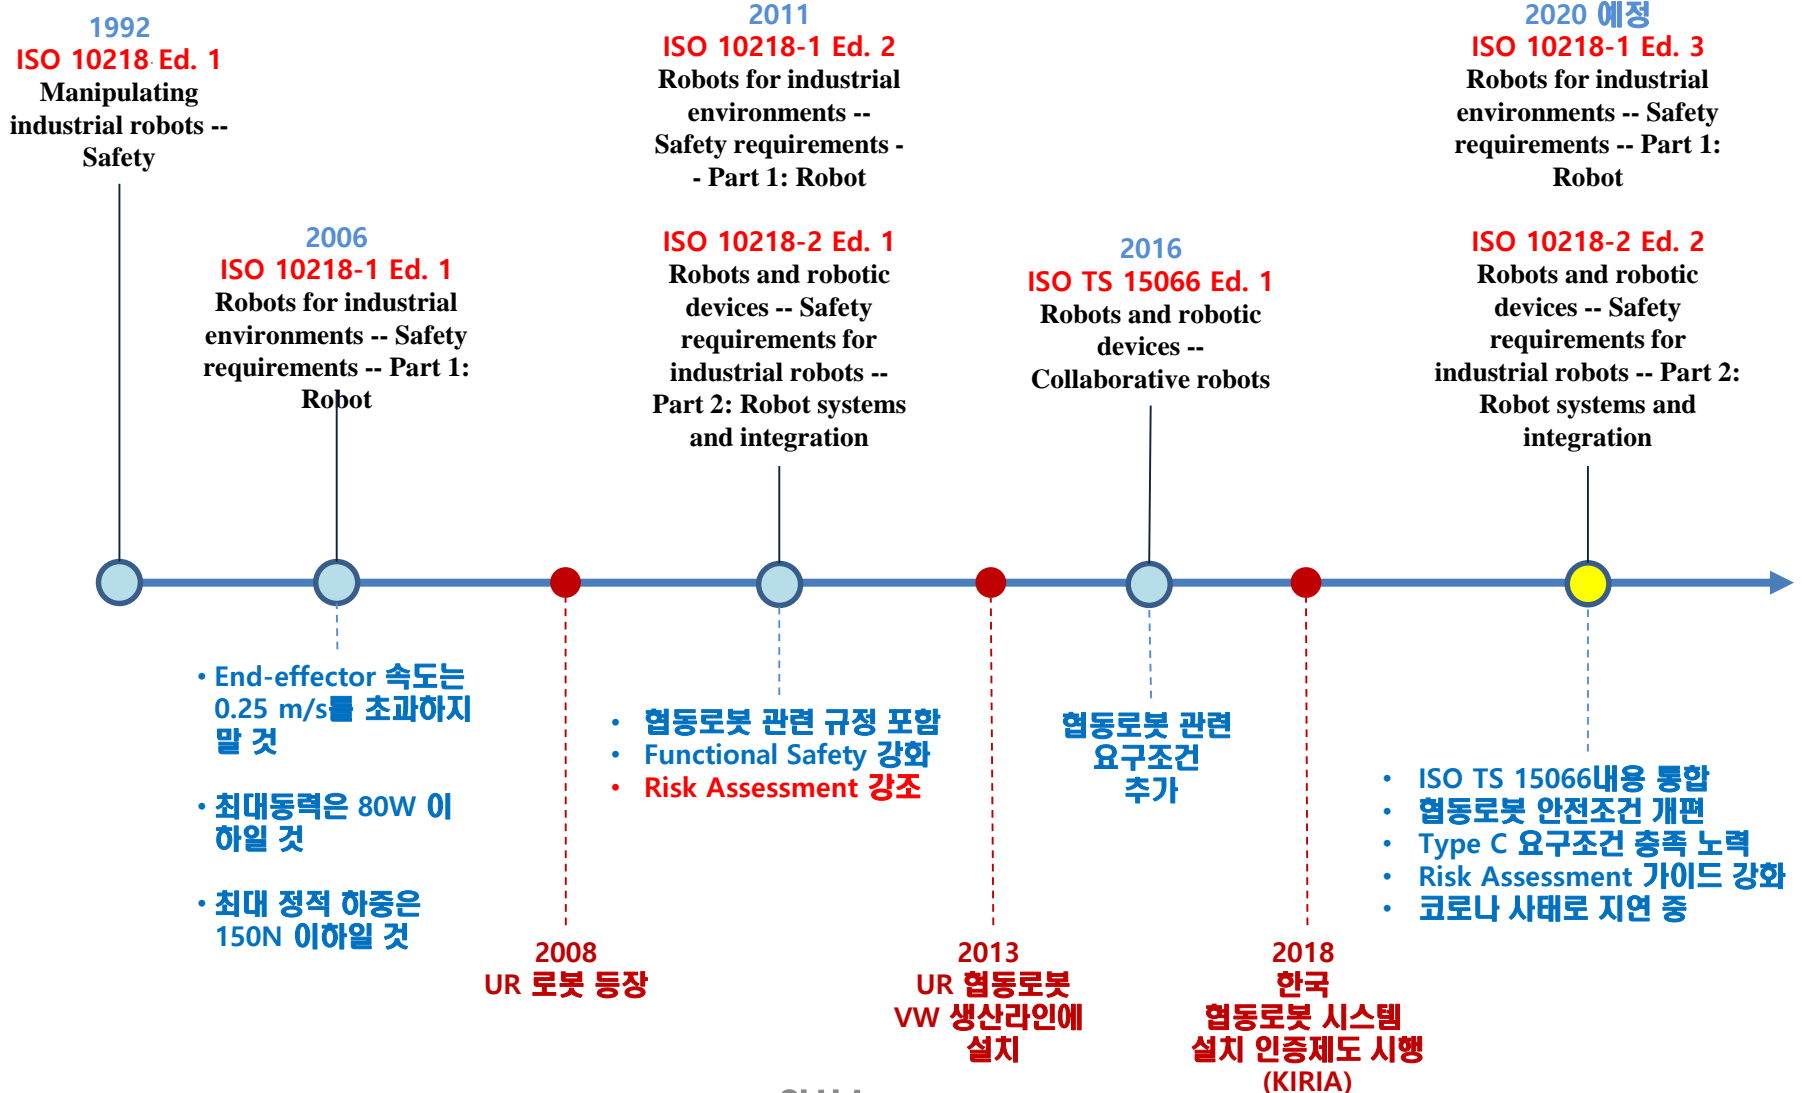 1992
ISO 10218 Ed. 1
Manipulating
industrial robots --
Safety
2006
ISO 10218-1 Ed. 1
Robots for industrial
environments -- Safety
requirements -- Part 1:
Robot
2011
ISO 10218-1 Ed. 2
Robots for industrial
environments --
Safety requirements -
- Part 1: Robot
ISO 10218-2 Ed. 1
Robots and robotic
devices -- Safety
requirements for
industrial robots --
Part 2: Robot systems
and integration
2016
ISO TS 15066 Ed. 1
Robots and robotic
devices --
Collaborative robots
2020 예정
ISO 10218-1 Ed. 3
Robots for industrial
environments -- Safety
requirements -- Part 1:
Robot
ISO 10218-2 Ed. 2
Robots and robotic
devices -- Safety
requirements for
industrial robots -- Part 2:
Robot systems and
integration
• End-effector 속도는
0.25 m/s를 초과하지
말 것
• 최대동력은 80W 이
하일 것
• 최대 정적 하중은
150N 이하일 것
2008
UR 로봇 등장
• 협동로봇 관련 규정 포함
• Functional Safety 강화
• Risk Assessment 강조
2013
UR 협동로봇
VW 생산라인에
설치
협동로봇 관련
요구조건
추가
2018
한국
협동로봇 시스템
설치 인증제도 시행
(KIRIA)
• ISO TS 15066내용 통합
• 협동로봇 안전조건 개편
• Type C 요구조건 충족 노력
• Risk Assessment 가이드 강화
• 코로나 사태로 지연 중